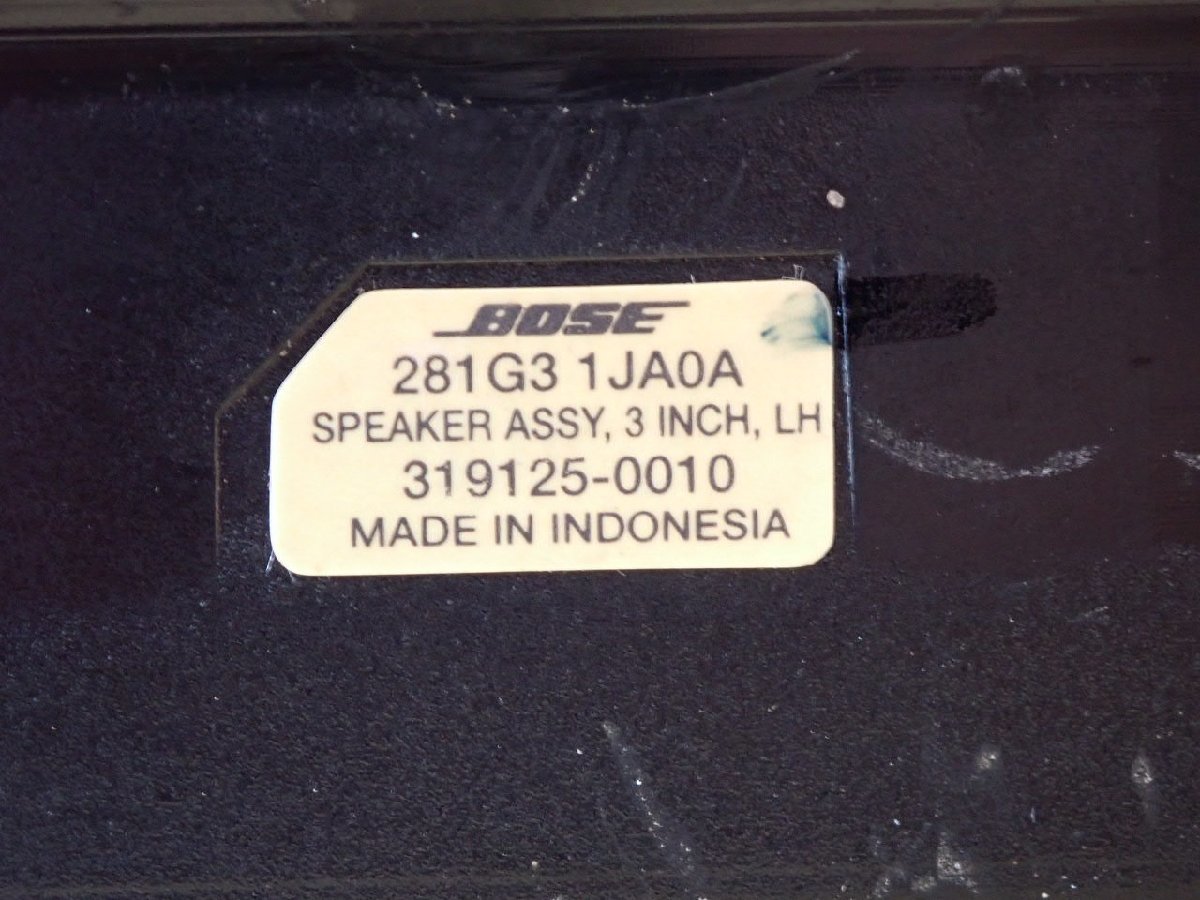 BOSE
281G3 1JA0A
SPEAKER ASSY, 3 INCH, LH
319125-0010
MADE IN INDONESIA